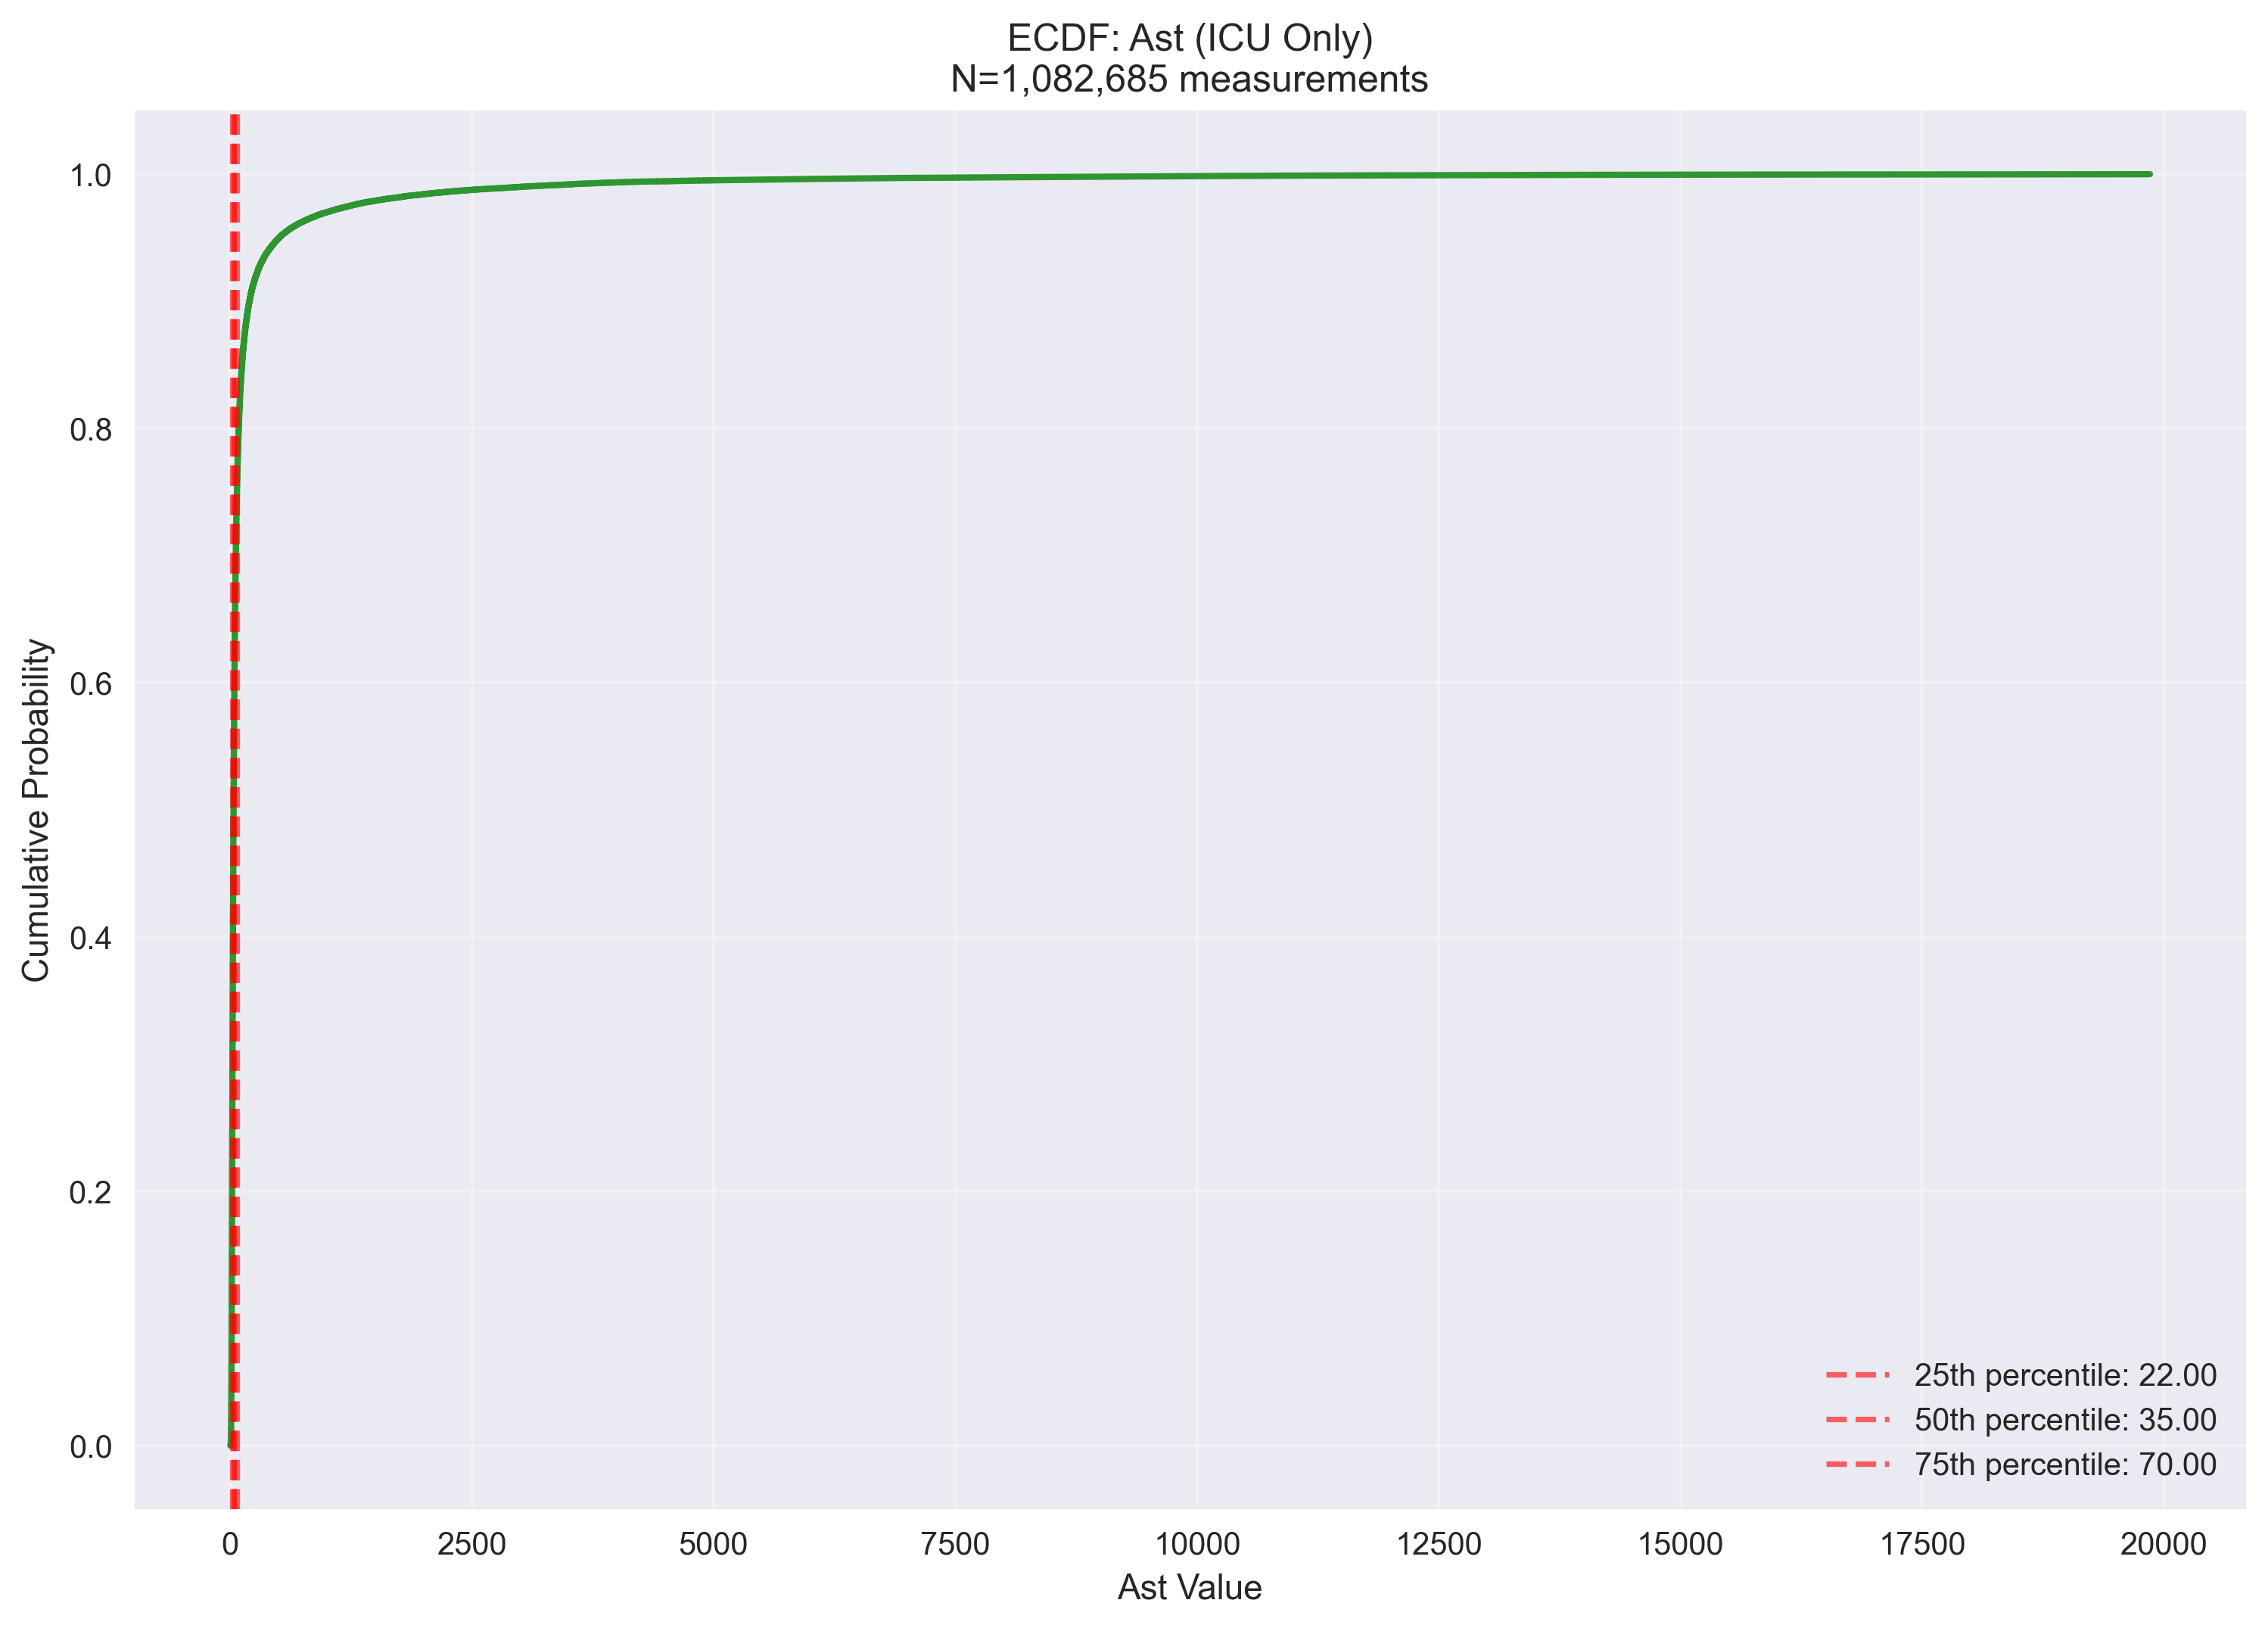 ECDF: Ast (ICU Only)
N=1,082,685 measurements
Cumulative Probability
1.0
0.8
0.6
0.4
0.2
0.0
25th percentile: 22.00
50th percentile: 35.00
75th percentile: 70.00
0 2500 5000 7500 10000 12500 15000 17500 20000
Ast Value